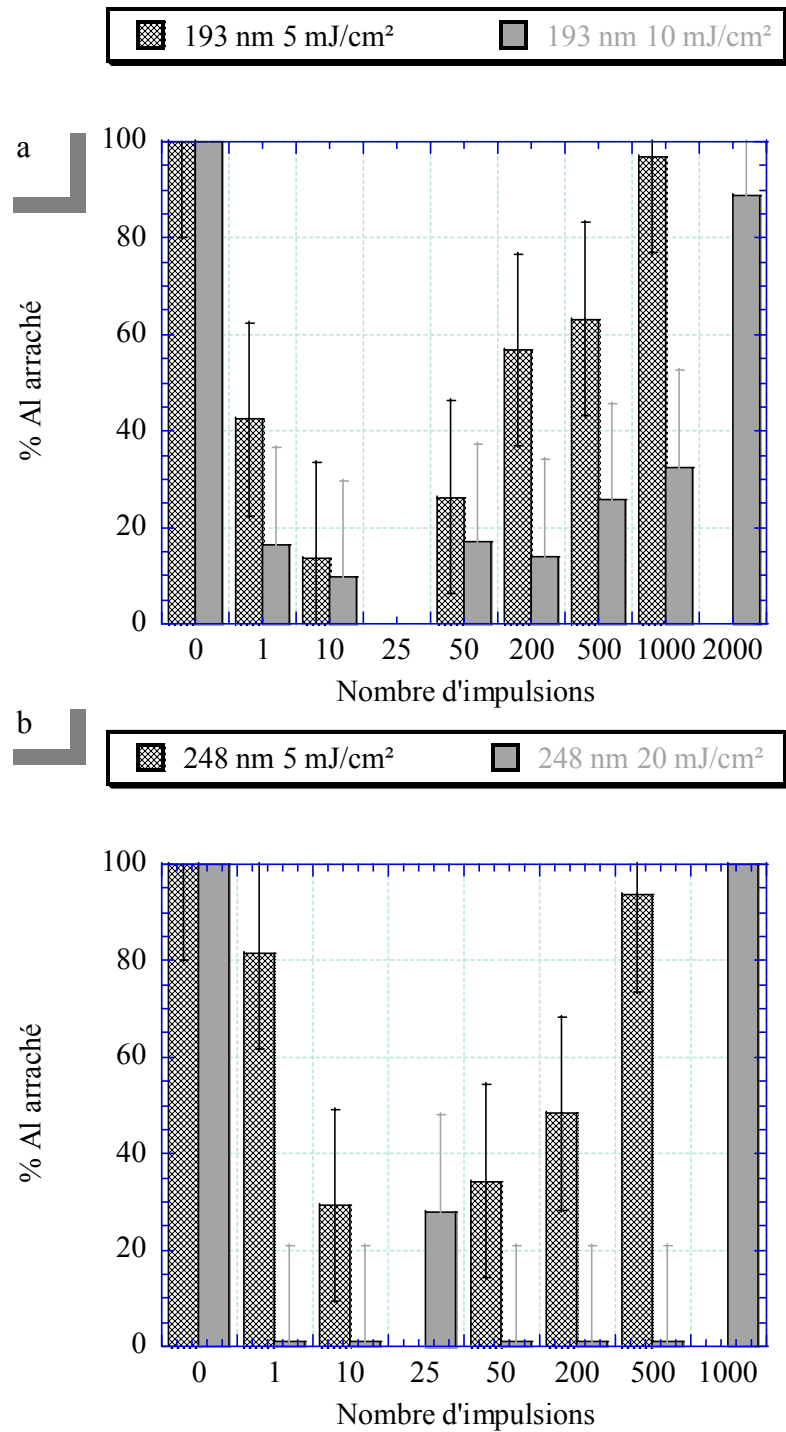 193 nm 5 mJ/cm² 193 nm 10 mJ/cm²
a
100
80
60
40
20
0
% Al arraché
0 1 10 25 50 200 500 1000 2000
Nombre d'impulsions
b
248 nm 5 mJ/cm² 248 nm 20 mJ/cm²
100
80
60
40
20
0
% Al arraché
0 1 10 25 50 200 500 1000
Nombre d'impulsions